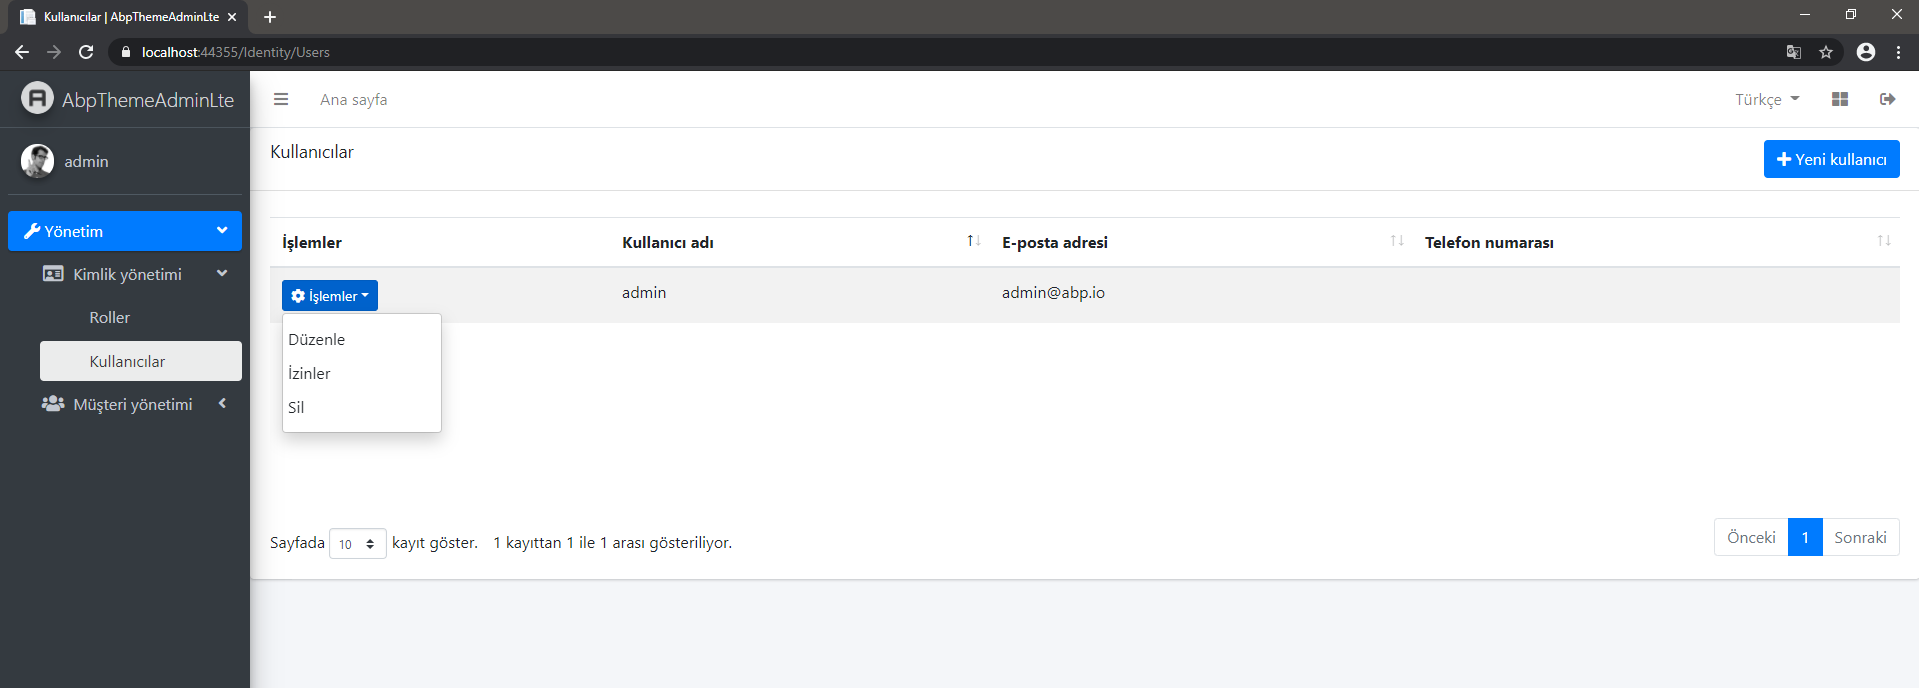 Kullanıcılar | AbpThemeAdminLte
localhost:44355/Identity/Users
AbpThemeAdminLte
Ana sayfa
Türkçe
admin
Kullanıcılar
Yeni kullanıcı
Yönetim
Kimlik yönetimi
Roller
Kullanıcılar
Müşteri yönetimi
İşlemler Kullanıcı adı E-posta adresi Telefon numarası
İşlemler admin admin@abp.io
Düzenle
İzinler
Sil
Sayfada 10 kayıt göster. 1 kayıttan 1 ile 1 arası gösteriliyor.
Önceki 1 Sonraki